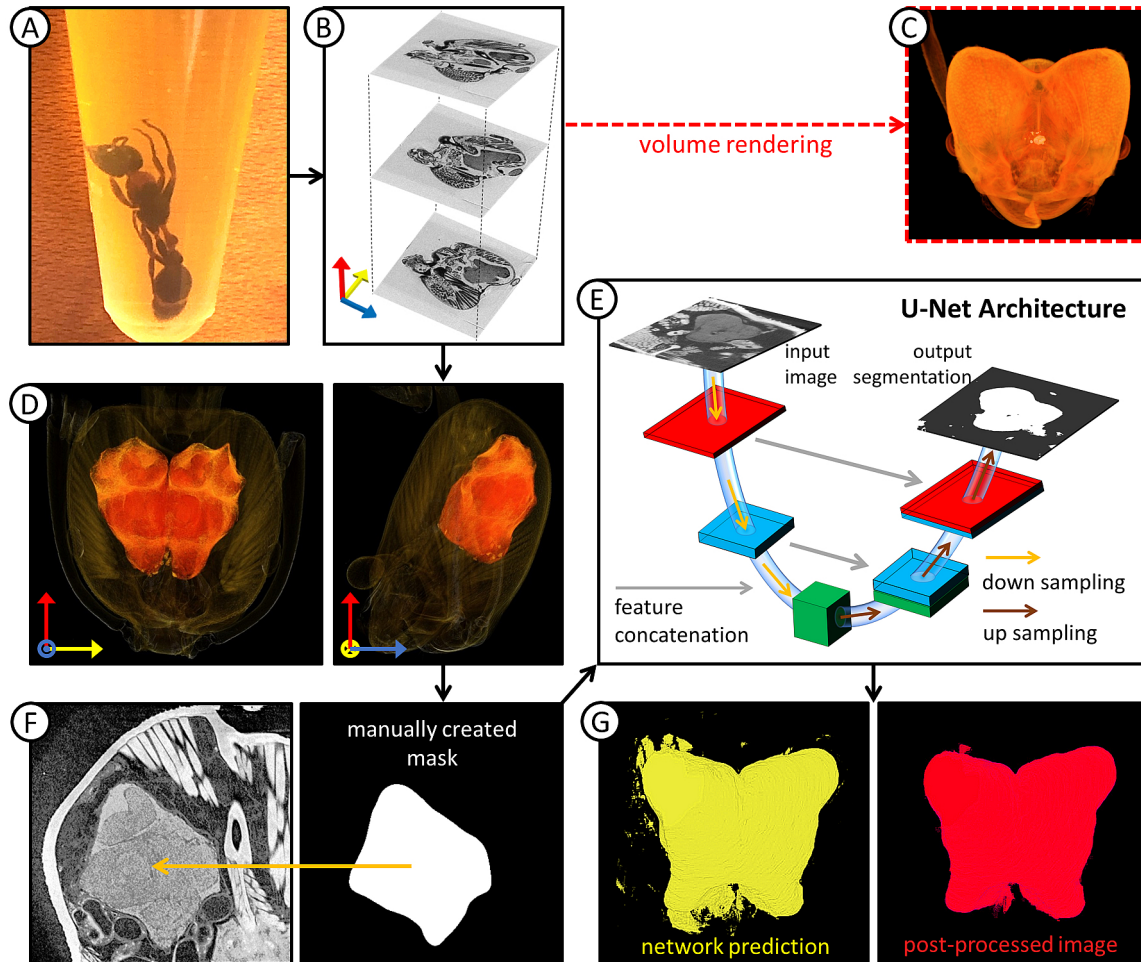 A
B
C
volume rendering
E
U-Net Architecture
input
image
output
segmentation
D
feature
concatenation
down sampling
up sampling
F
manually created
mask
G
network prediction
post-processed image